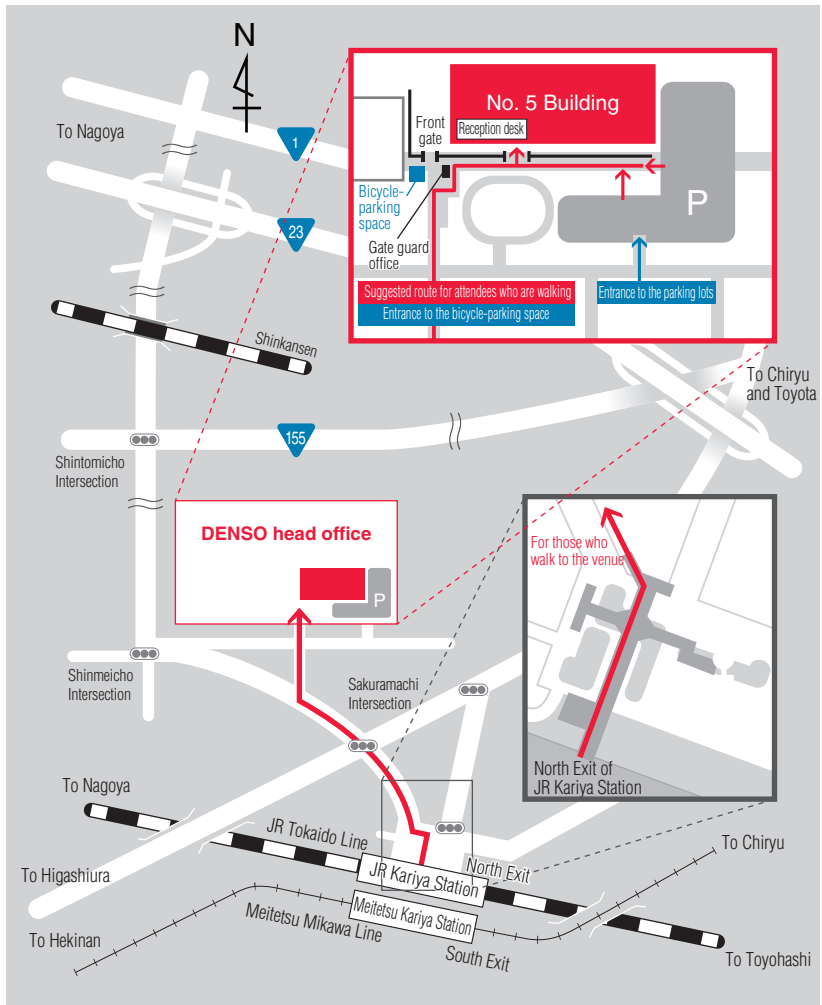 N
To Nagoya
1
23
No. 5 Building
Reception desk
Front
gate
P
Bicycle-
parking
space
Gate guard
office
Suggested route for attendees who are walking
Entrance to the bicycle-parking space
Entrance to the parking lots
Shinkansen
To Chiryu
and Toyota
155
Shintomicho
Intersection
DENSO head office
P
For those who
walk to the venue
North Exit of
JR Kariya Station
Shinmeicho
Intersection
Sakuramachi
Intersection
To Nagoya
JR Tokaido Line
JR Kariya Station
North Exit
To Chiryu
To Higashiura
Meitetsu Kariya Station
Meitetsu Mikawa Line
South Exit
To Hekinan
To Toyohashi